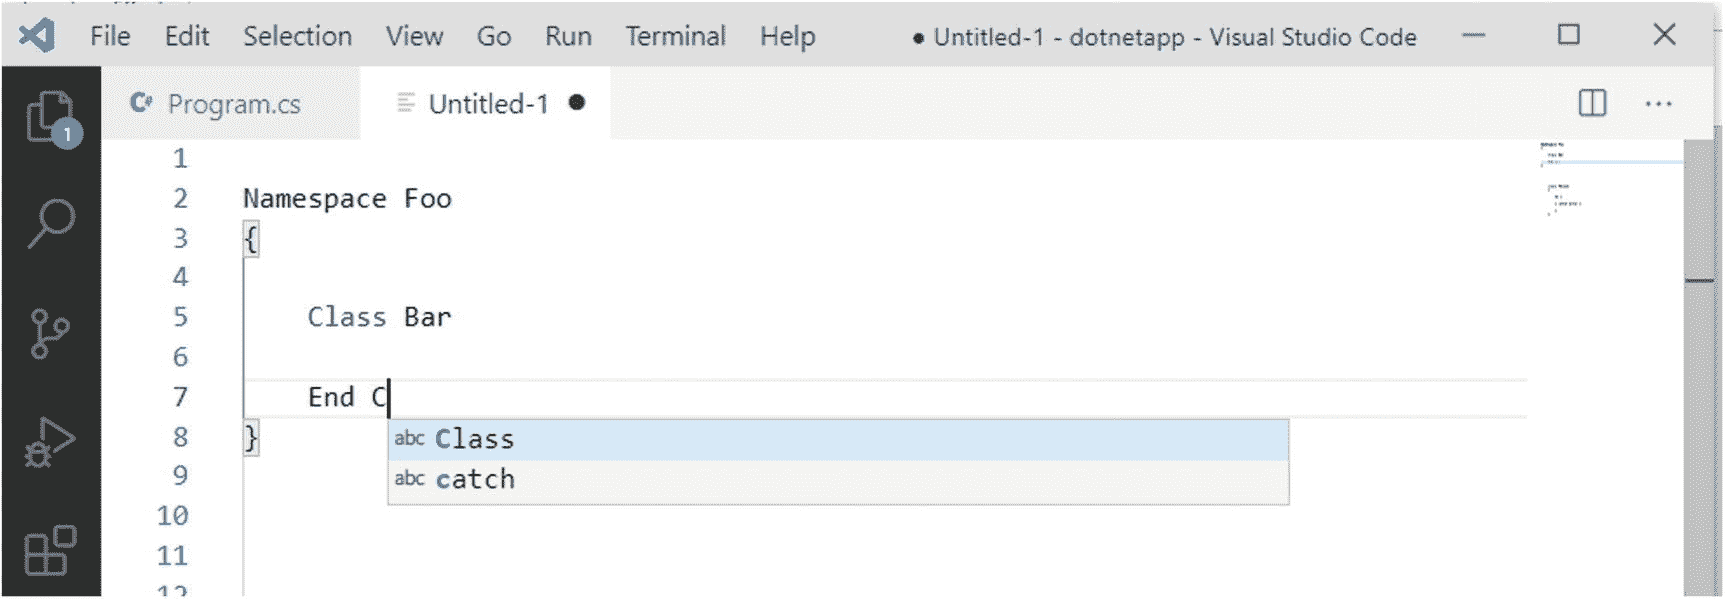 File Edit Selection View Go Run Terminal Help ● Untitled-1 - dotnetapp - Visual Studio Code
C# Program.cs Untitled-1 ●
1
1
2 Namespace Foo
3 {
4
5 Class Bar
6
7 End C
abc Class
8 }
9 abc catch
10
11
12